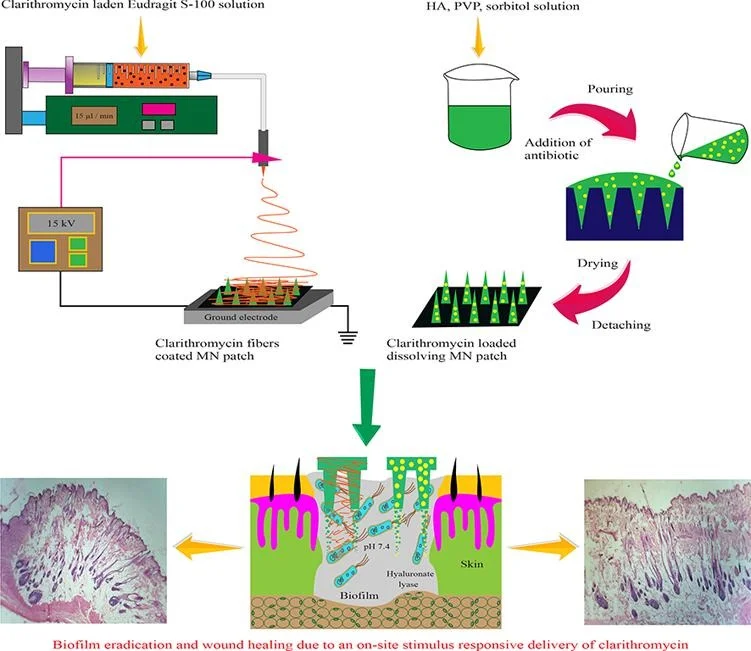 Clarithromycin laden Eudragit S-100 solution
15 µl / min
15 kV
Ground electrode
Clarithromycin fibers
coated MN patch
HA, PVP, sorbitol solution
Pouring
Addition of
antibiotic
Drying
Detaching
Clarithromycin loaded
dissolving MN patch
pH 7.4
Hyaluronate
lyase
Biofilm
Skin
Biofilm eradication and wound healing due to an on-site stimulus responsive delivery of clarithromycin